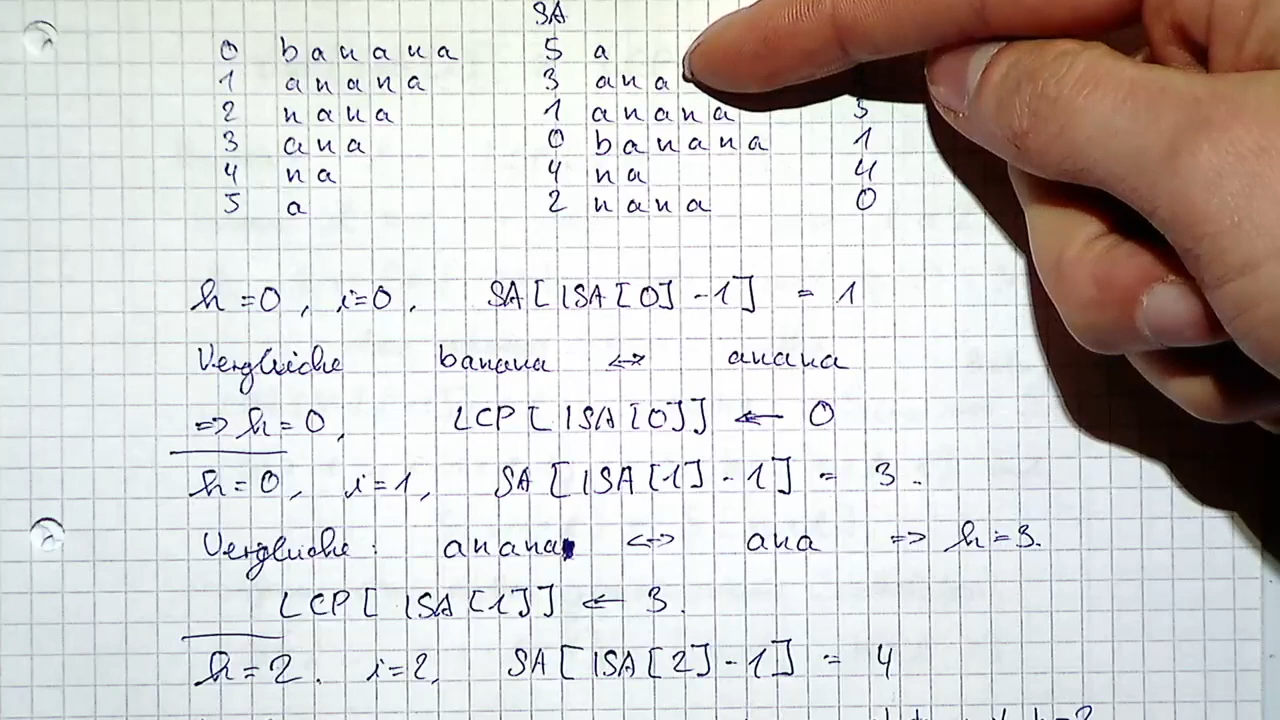 SA
0 banana 5 a
1 anana 3 ana
2 nana 1 anana 3
3 ana 0 banana 1
4 na 4 na 4
5 a 2 nana 0
h=0, i=0. SA[ISA[0]-1] = 1
Vergleiche banana <-> anana
=> h=0, LCP[ISA[0]] <- 0
h=0, i=1, SA[ISA[1]-1] = 3.
Vergleiche: anana <-> ana => h=3.
LCP[ISA[1]] <- 3.
h=2. i=2, SA[ISA[2]-1] = 4